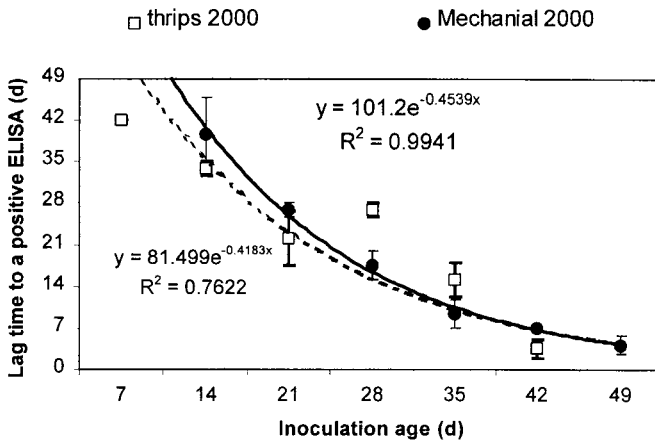 □ thrips 2000 ● Mechanial 2000
Lag time to a positive ELISA (d)
49
42
35
28
21
14
7
0
y = 101.2e^-0.4539x
R² = 0.9941
y = 81.499e^-0.4183x
R² = 0.7622
7 14 21 28 35 42 49
Inoculation age (d)